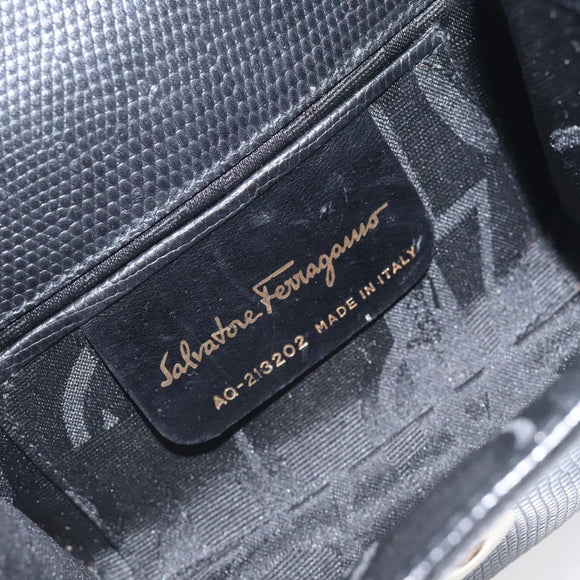 Salvatore Ferragamo
AQ-213202 MADE IN ITALY